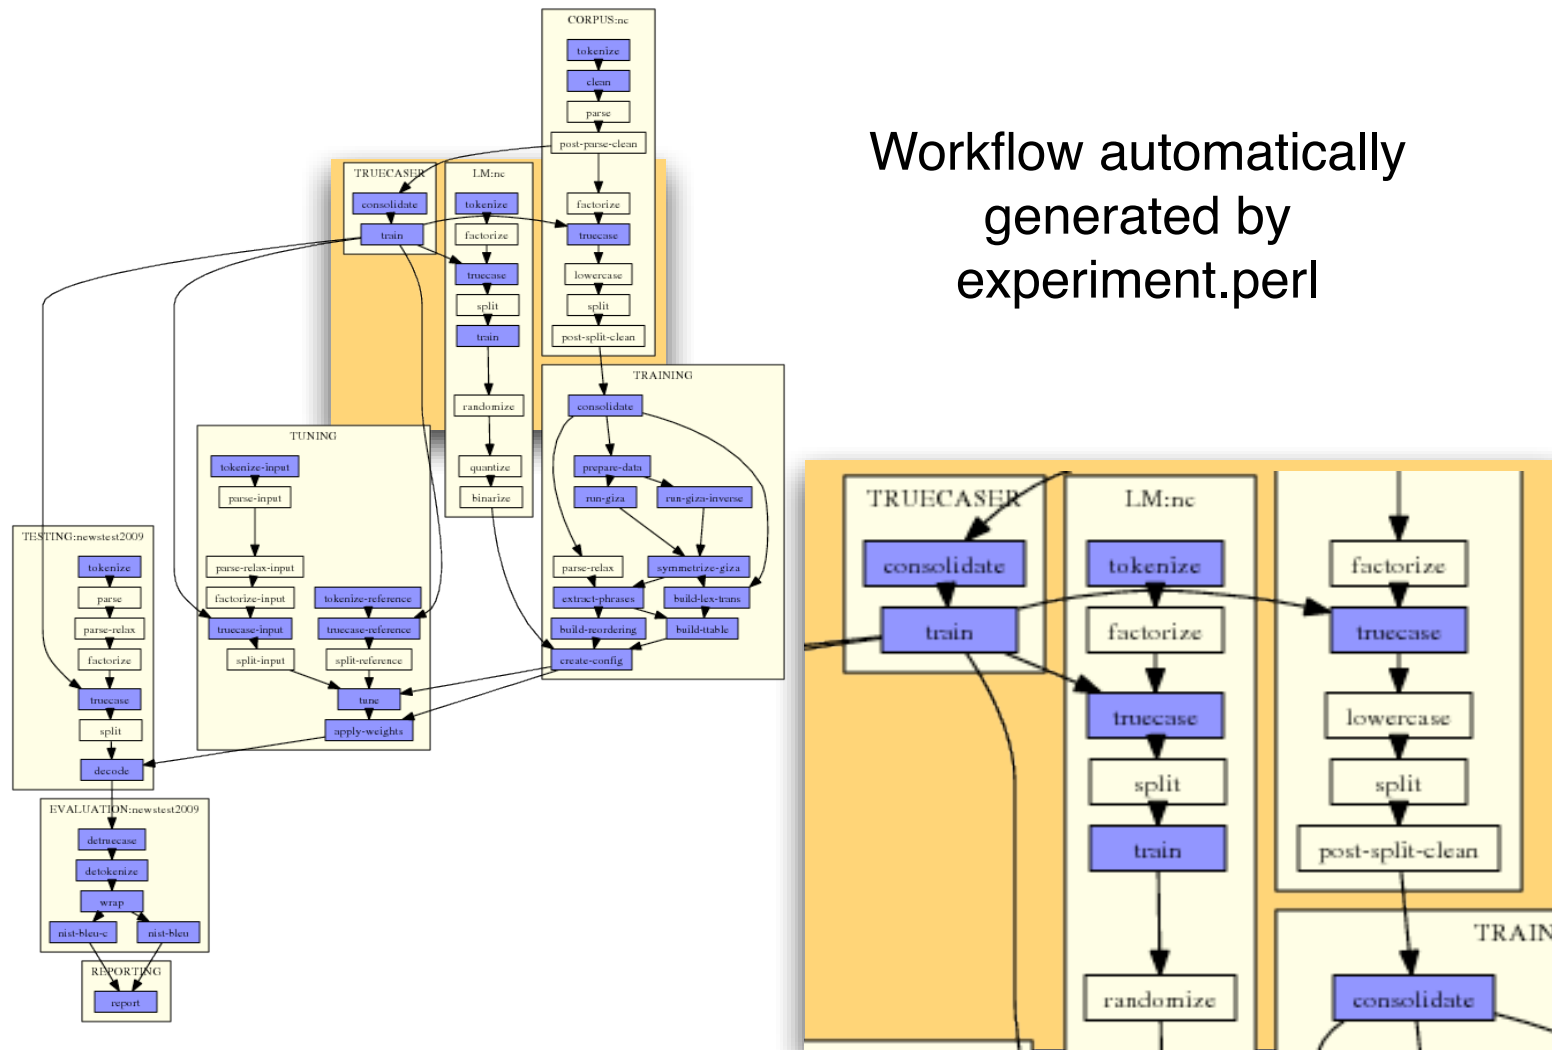 CORPUS:nc
tokenize
clean
parse
post-parse-clean
factorize
truecase
lowercase
split
post-split-clean
TRUECASER
consolidate
train
LM:nc
tokenize
factorize
truecase
split
train
randomize
quantize
binarize
Workflow automatically
generated by
experiment.perl
TRAINING
consolidate
prepare-data
run-giza
run-giza-inverse
parse-relax
symmetrize-giza
extract-phrases
build-lex-trans
build-reordering
build-ttable
create-config
TUNING
tokenize-input
parse-input
parse-relax-input
factorize-input
tokenize-reference
truecase-input
truecase-reference
split-input
split-reference
tune
apply-weights
TESTING:newstest2009
tokenize
parse
parse-relax
factorize
truecase
split
decode
EVALUATION:newstest2009
detruecase
detokenize
wrap
nist-bleu-c
nist-bleu
REPORTING
report
TRUECASER
consolidate
train
LM:nc
tokenize
factorize
truecase
split
train
randomize
factorize
truecase
lowercase
split
post-split-clean
TRAIN
consolidate